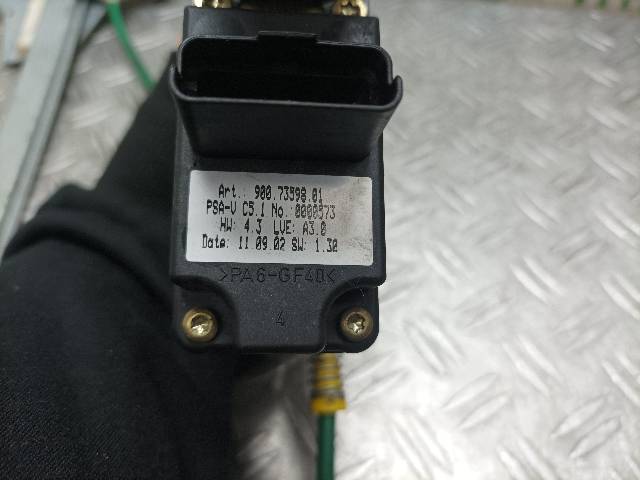 Art.: 900.73598.01
PSA-V C5.1 No.: 0000573
HW: 4.3 LVE: A3.0
Date: 11 09 02 SW: 1.30
>PA6-GF40<
4